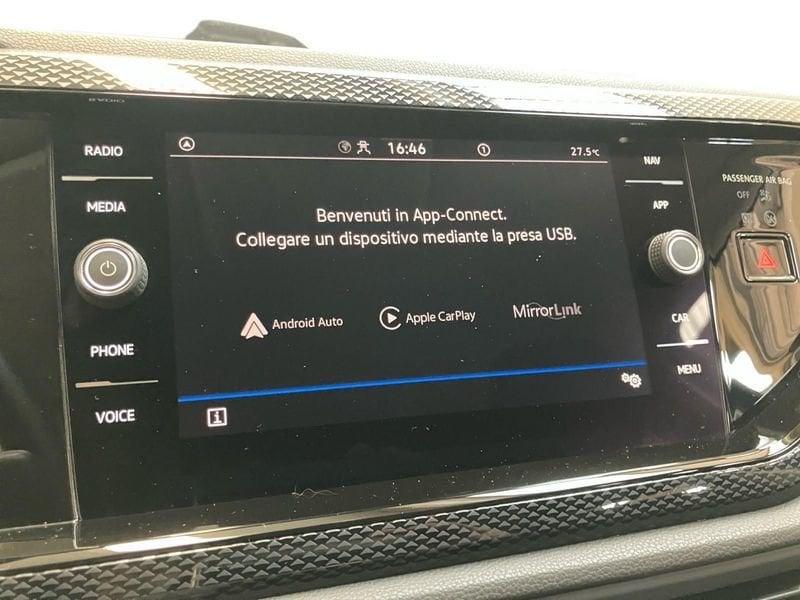 RADIO
MEDIA
PHONE
VOICE
16:46
1
27.5°C
Benvenuti in App-Connect.
Collegare un dispositivo mediante la presa USB.
Android Auto
Apple CarPlay
MirrorLink
i
NAV
APP
CAR
MENU
PASSENGER AIR BAG
OFF